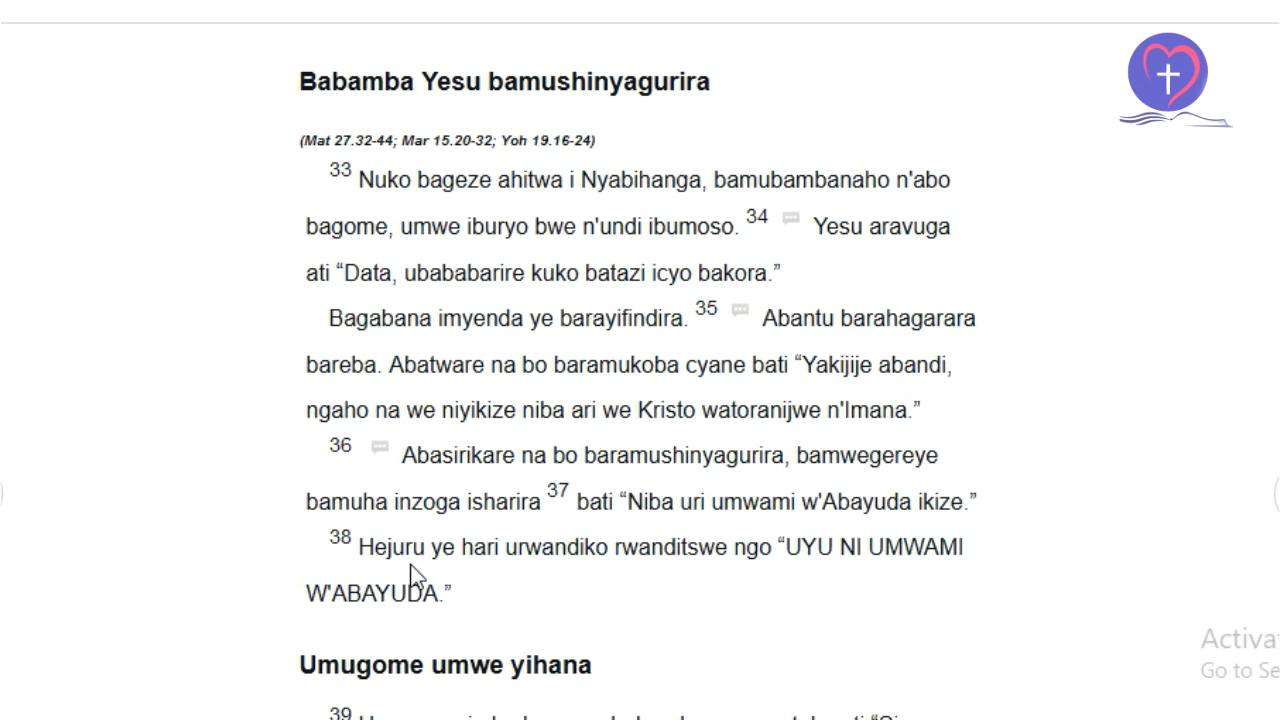 Babamba Yesu bamushinyagurira
(Mat 27.32-44; Mar 15.20-32; Yoh 19.16-24)
33 Nuko bageze ahitwa i Nyabihanga, bamubambanaho n'abo
bagome, umwe iburyo bwe n'undi ibumoso. 34 Yesu aravuga
ati “Data, ubababarire kuko batazi icyo bakora.”
Bagabana imyenda ye barayifindira. 35 Abantu barahagarara
bareba. Abatware na bo baramukoba cyane bati “Yakijije abandi,
ngaho na we niyikize niba ari we Kristo watoranijwe n'Imana.”
36 Abasirikare na bo baramushinyagurira, bamwegereye
bamuha inzoga isharira 37 bati “Niba uri umwami w'Abayuda ikize.”
38 Hejuru ye hari urwandiko rwanditswe ngo “UYU NI UMWAMI
W'ABAYUDA.”
Umugome umwe yihana
39
Activa
Go to Se